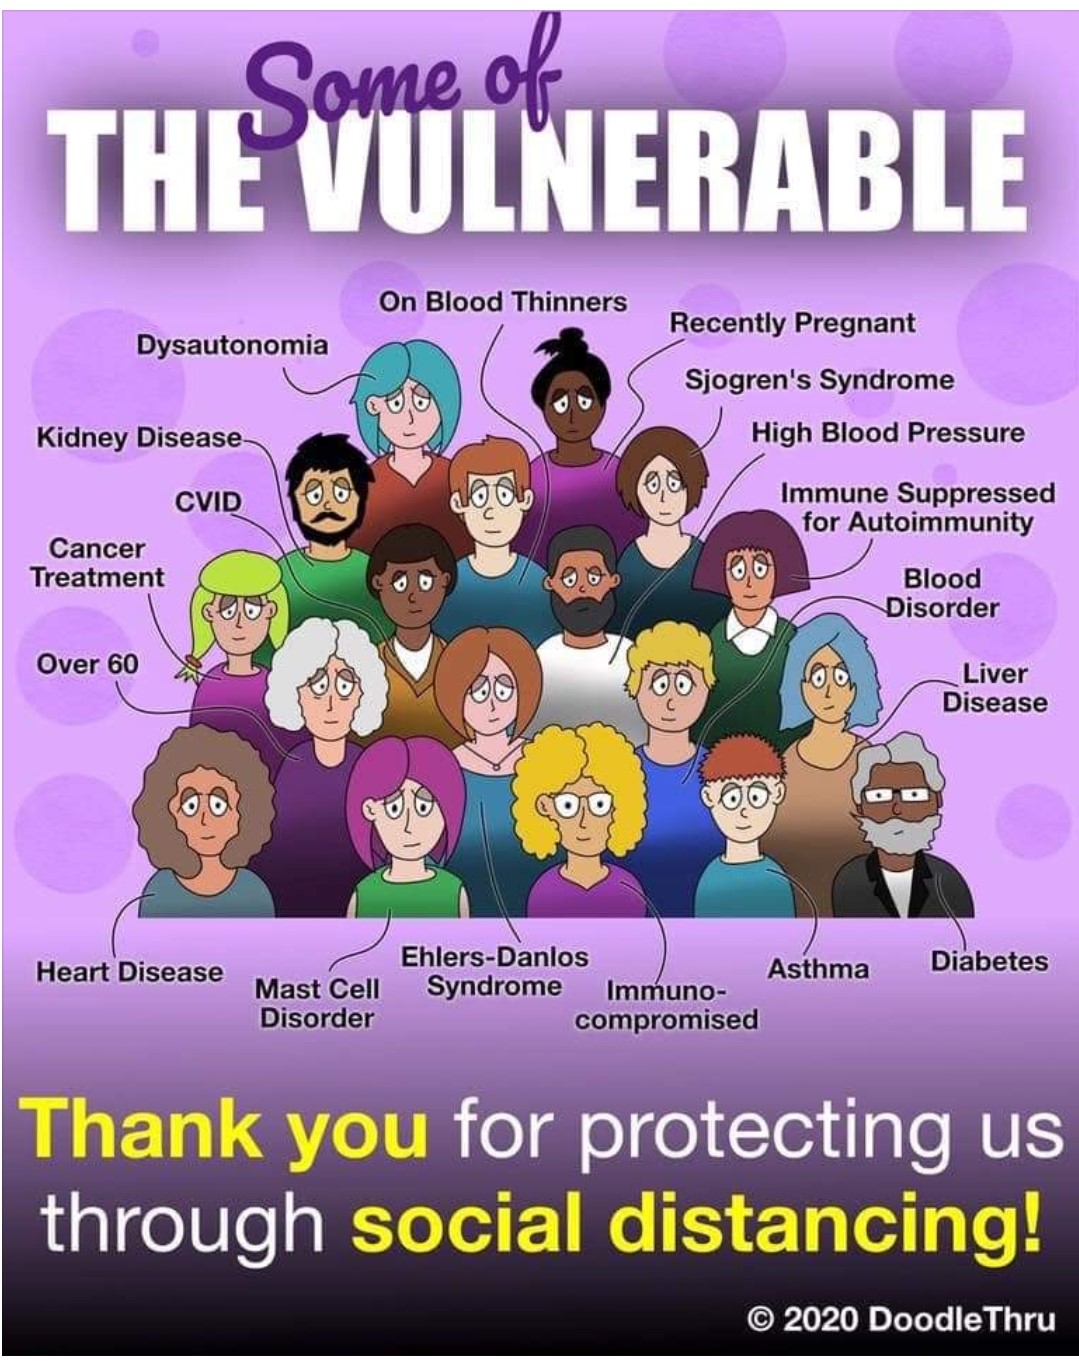 Some of
THE VULNERABLE
On Blood Thinners
Recently Pregnant
Dysautonomia
Sjogren's Syndrome
Kidney Disease
High Blood Pressure
CVID
Immune Suppressed
for Autoimmunity
Cancer
Treatment
Blood
Disorder
Over 60
Liver
Disease
Heart Disease
Mast Cell
Disorder
Ehlers-Danlos
Syndrome
Immuno-
compromised
Asthma
Diabetes
Thank you for protecting us
through social distancing!
© 2020 DoodleThru